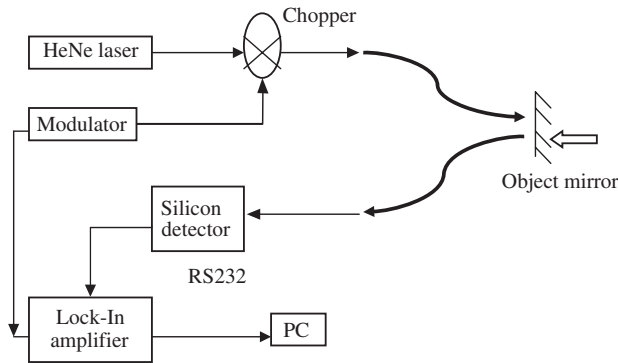 Chopper
HeNe laser
Modulator
Object mirror
Silicon
detector
RS232
Lock-In
amplifier
PC